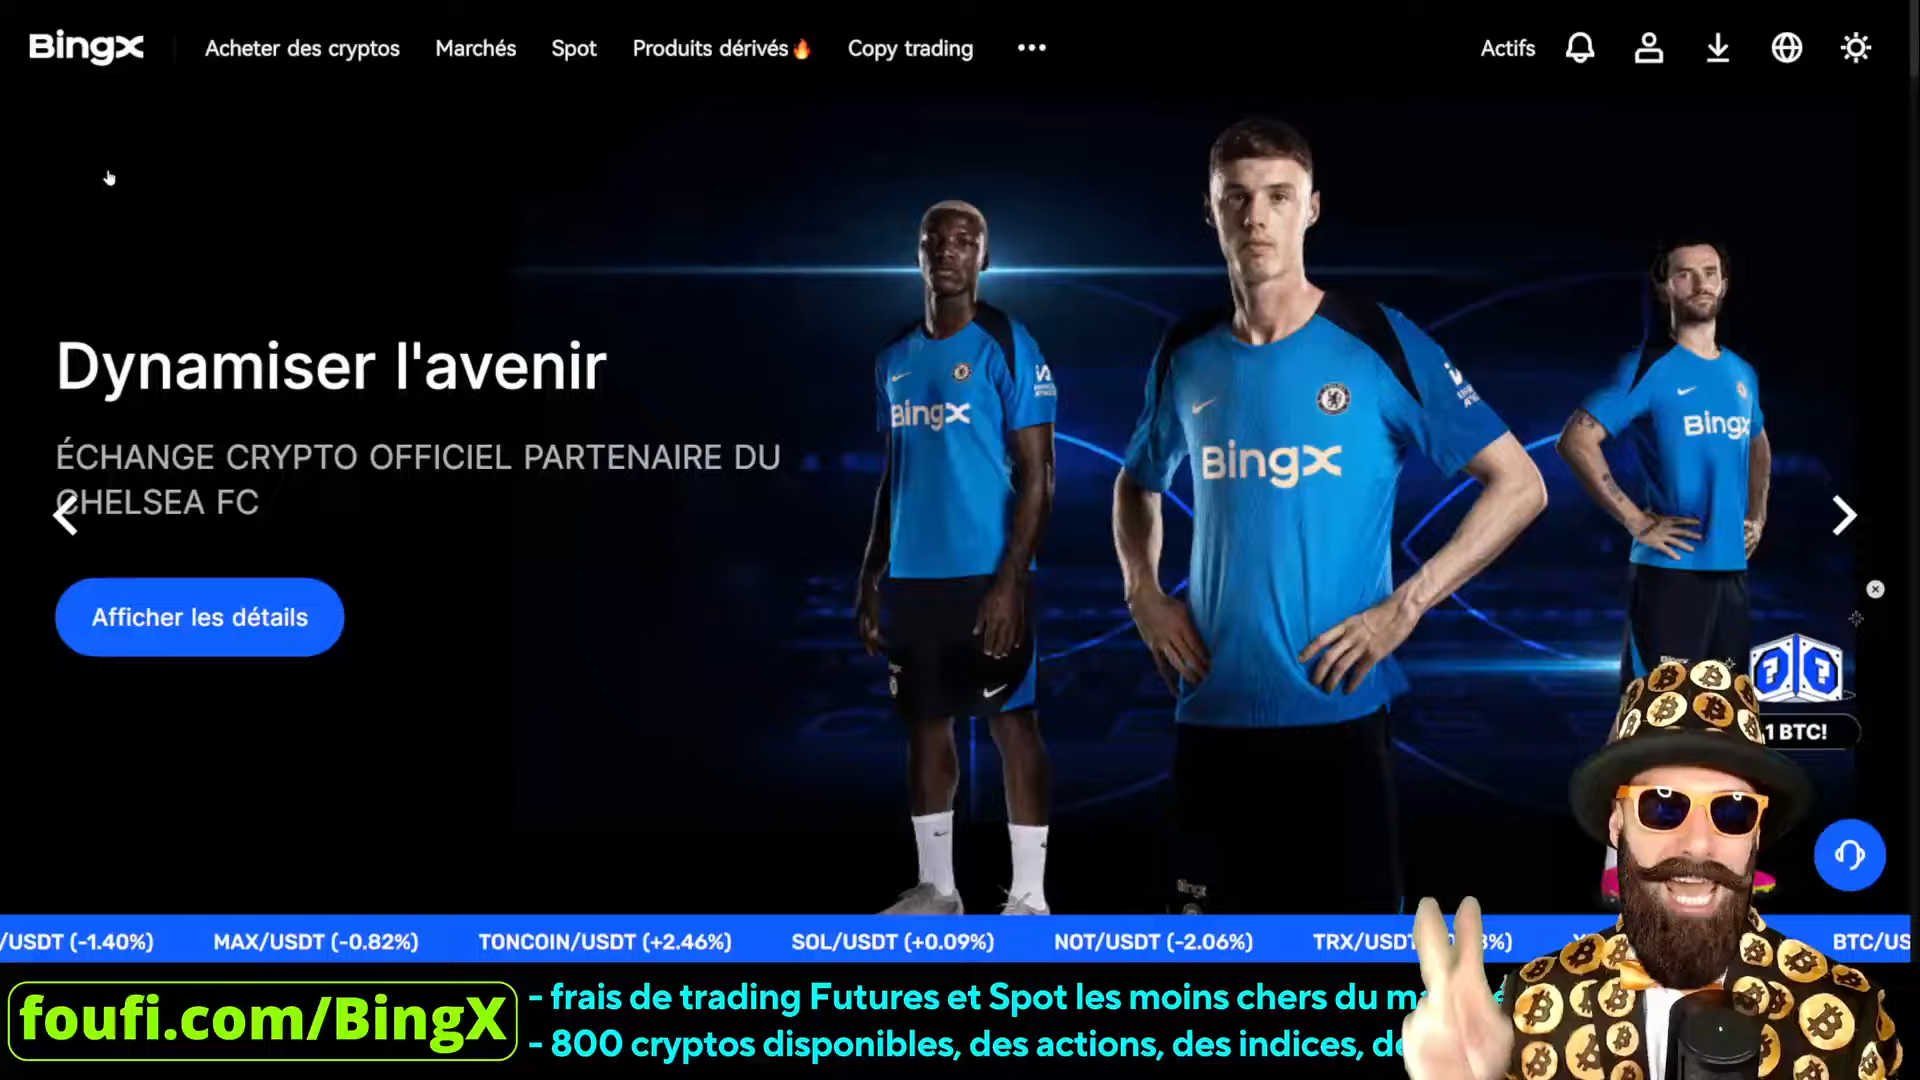 BingX
Acheter des cryptos
Marchés
Spot
Produits dérivés
Copy trading
Actifs
Dynamiser l'avenir
ÉCHANGE CRYPTO OFFICIEL PARTENAIRE DU
CHELSEA FC
Afficher les détails
BingX
BingX
BingX
BingX
? ?
1 BTC!
/USDT (-1.40%)
MAX/USDT (-0.82%)
TONCOIN/USDT (+2.46%)
SOL/USDT (+0.09%)
NOT/USDT (-2.06%)
TRX/USDT
BTC/US
foufi.com/BingX
- frais de trading Futures et Spot les moins chers du
- 800 cryptos disponibles, des actions, des indices,